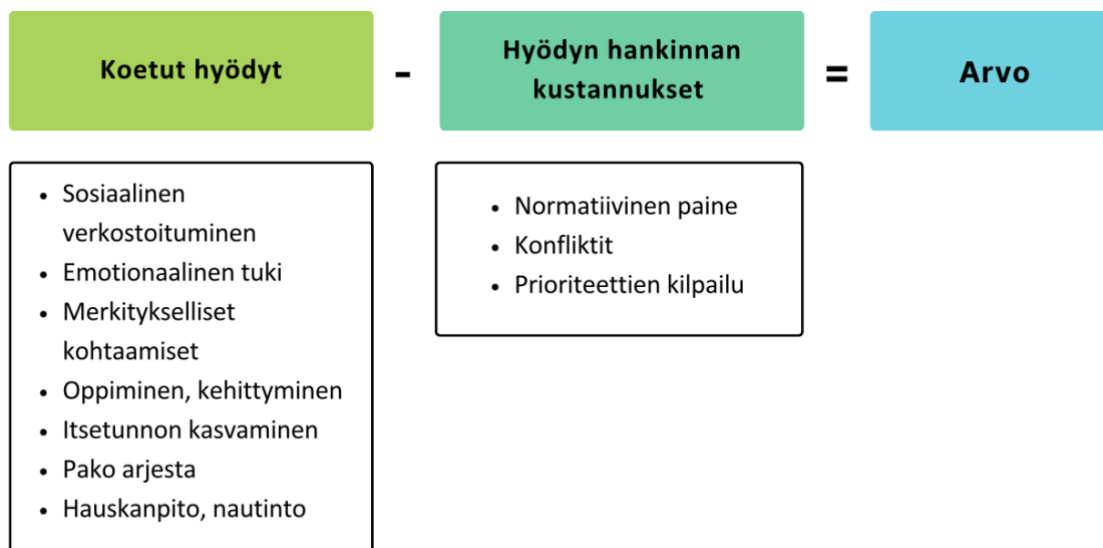 Koetut hyödyt
-
Hyödyn hankinnan
kustannukset
=
Arvo
• Sosiaalinen
verkostoituminen
• Emotionaalinen tuki
• Merkitykselliset
kohtaamiset
• Oppiminen, kehittyminen
• Itsetunnon kasvaminen
• Pako arjesta
• Hauskanpito, nautinto
• Normatiivinen paine
• Konfliktit
• Prioriteettien kilpailu